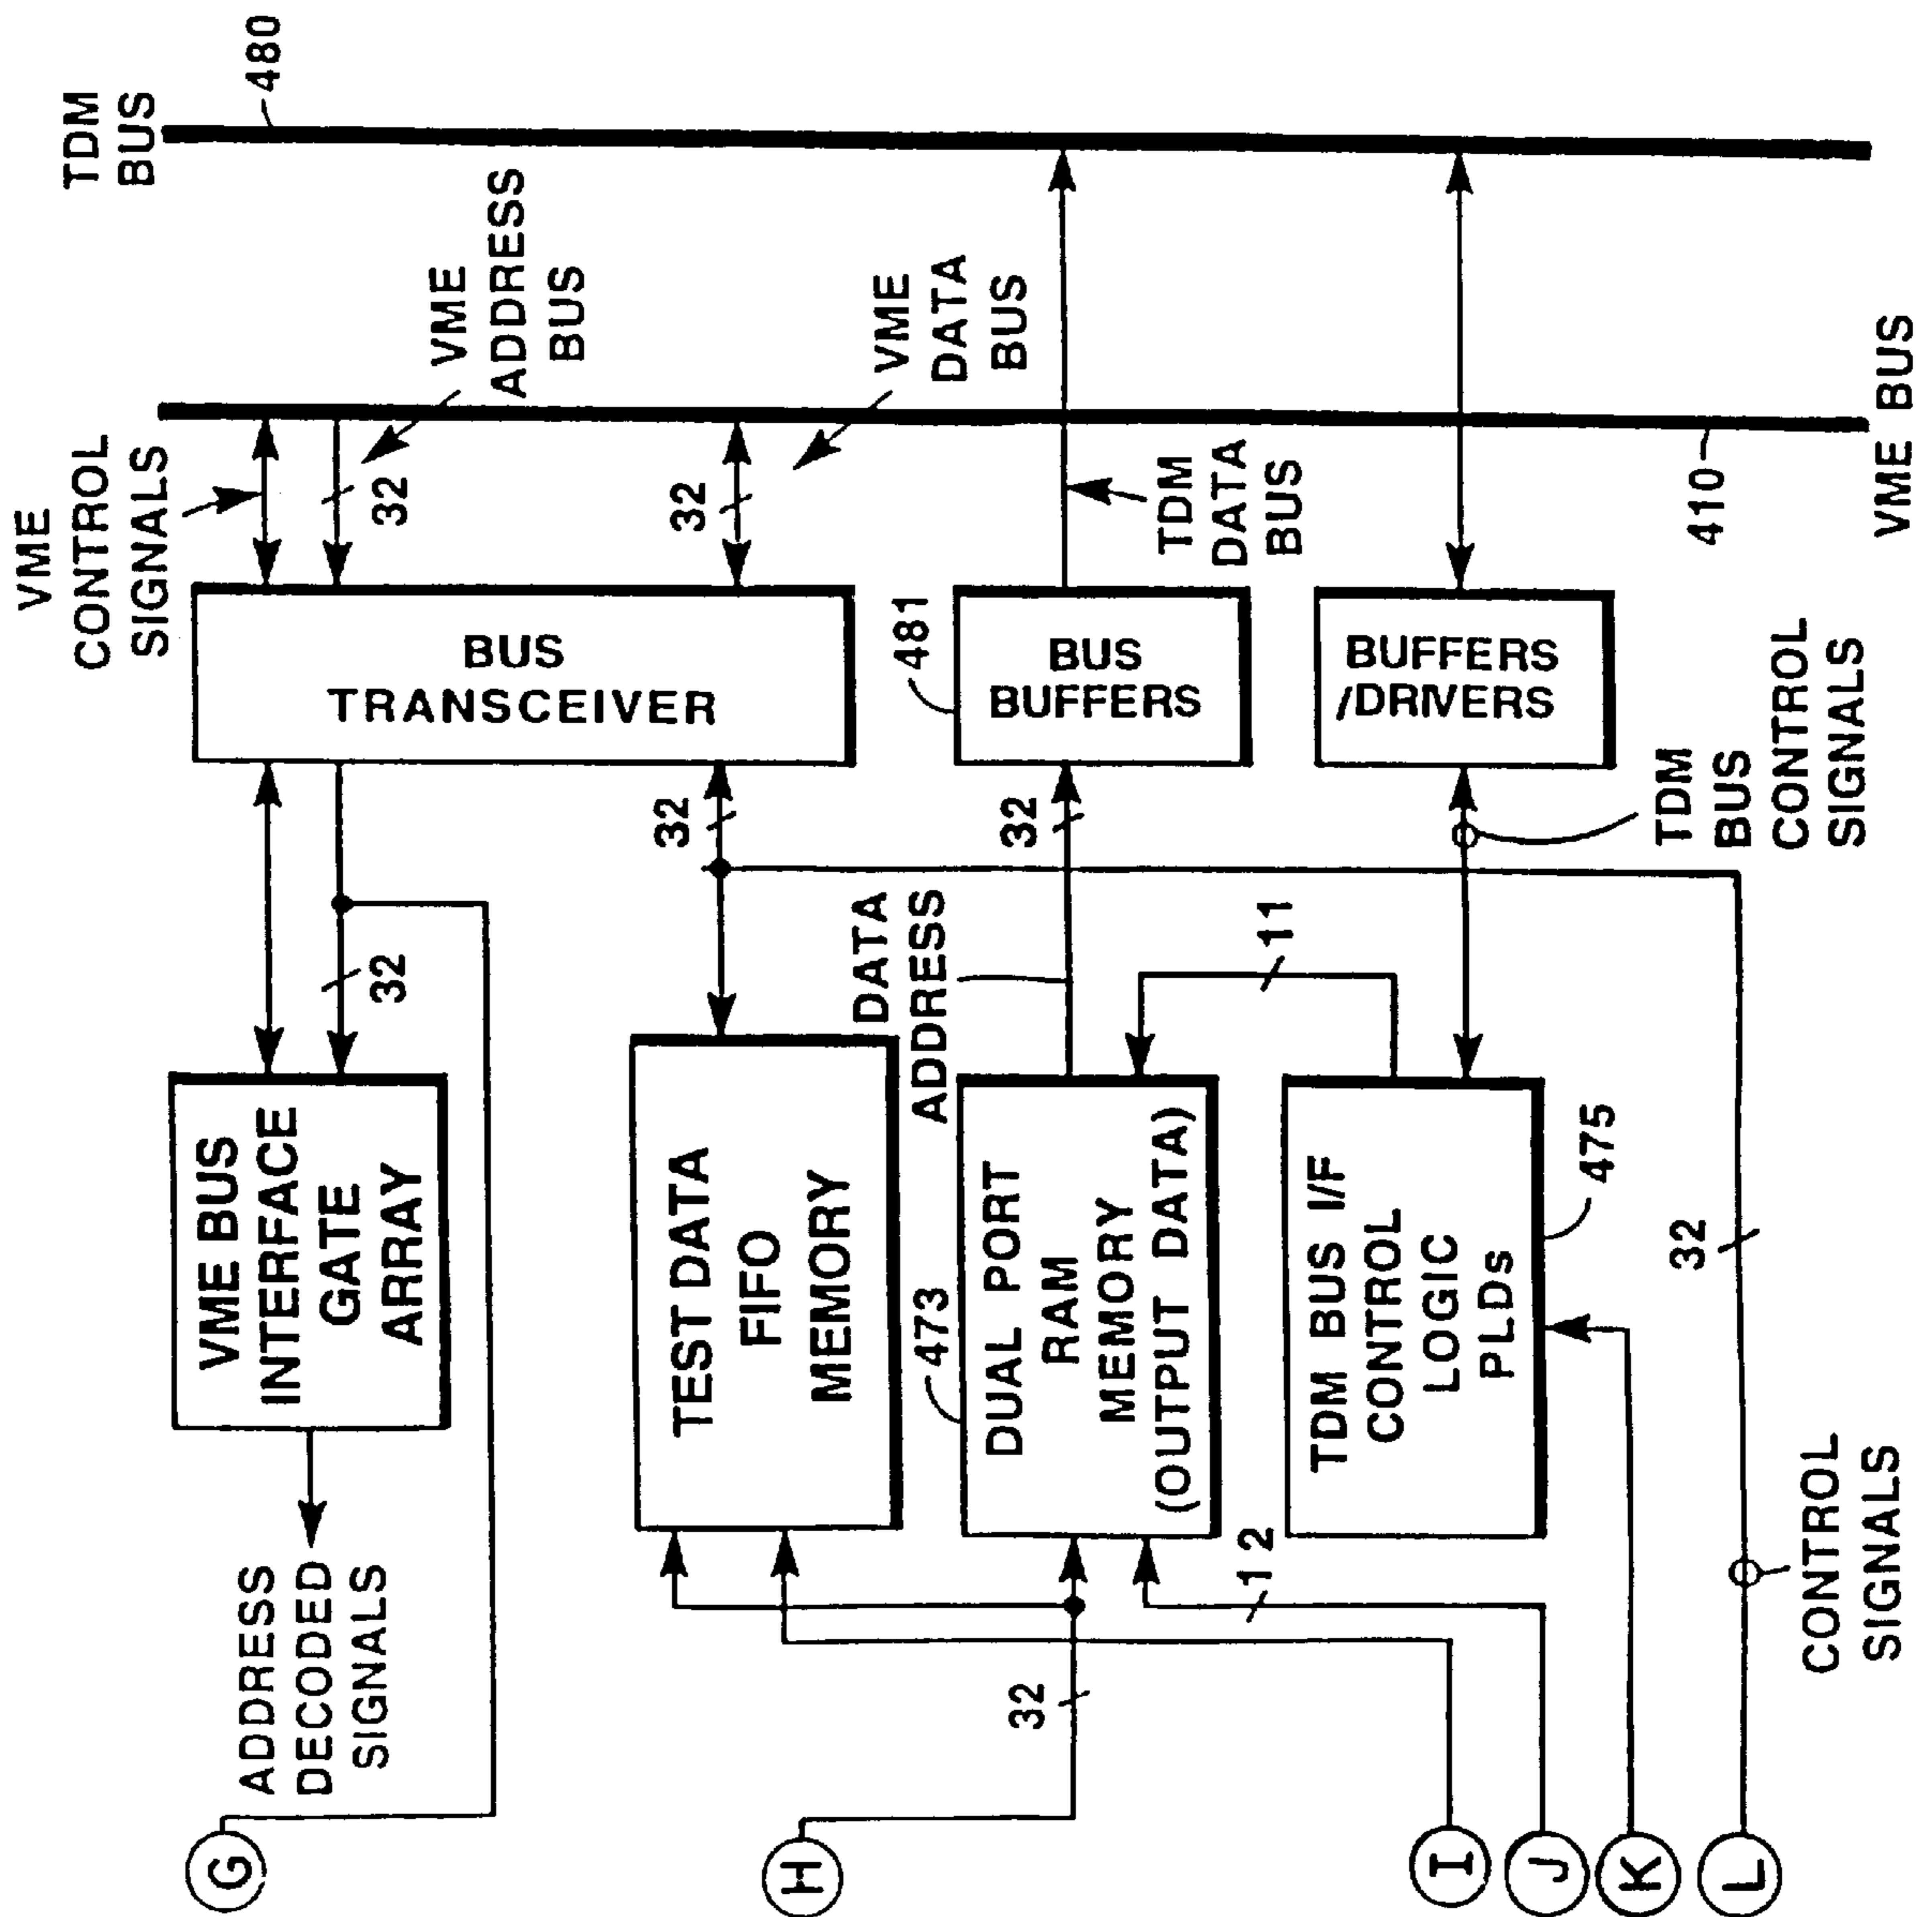 TDM
BUS
480
VME
CONTROL
SIGNALS
VME
ADDRESS
BUS
32
32
VME
DATA
BUS
TDM
DATA
BUS
410
VME BUS
BUS
TRANSCEIVER
481
BUS
BUFFERS
BUFFERS
/DRIVERS
32
32
TDM
BUS
CONTROL
SIGNALS
32
DATA
ADDRESS
11
VME BUS
INTERFACE
GATE
ARRAY
TEST DATA
FIFO
MEMORY
473
DUAL PORT
RAM
MEMORY
(OUTPUT DATA)
TDM BUS I/F
CONTROL
LOGIC
PLDs
475
32
ADDRESS
DECODED
SIGNALS
32
12
CONTROL
SIGNALS
G
H
I
J
K
L